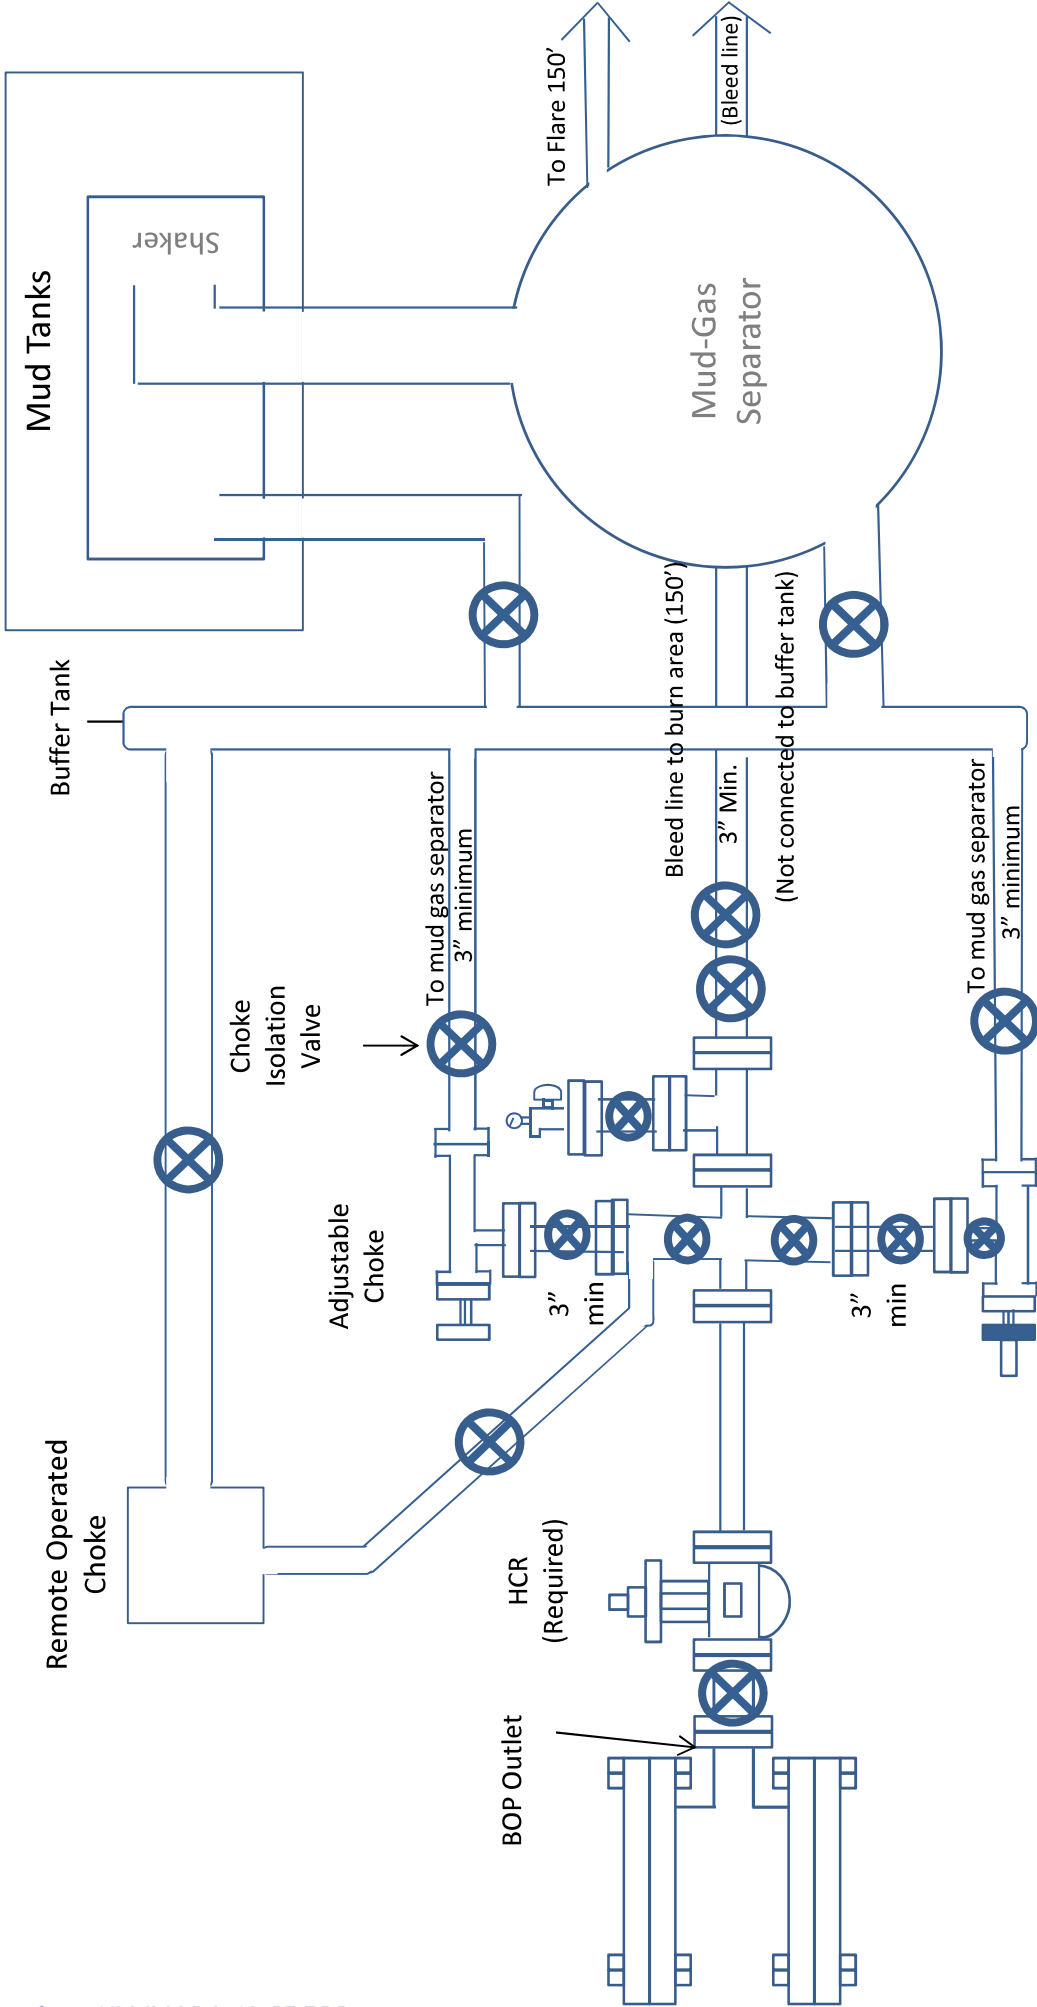 Mud Tanks
Shaker
To Flare 150’
(Bleed line)
Mud-Gas
Separator
Buffer Tank
Bleed line to burn area (150’)
3” Min.
(Not connected to buffer tank)
To mud gas separator
3” minimum
To mud gas separator
3” minimum
Choke
Isolation
Valve
Adjustable
Choke
3”
min
3”
min
Remote Operated
Choke
HCR
(Required)
BOP Outlet